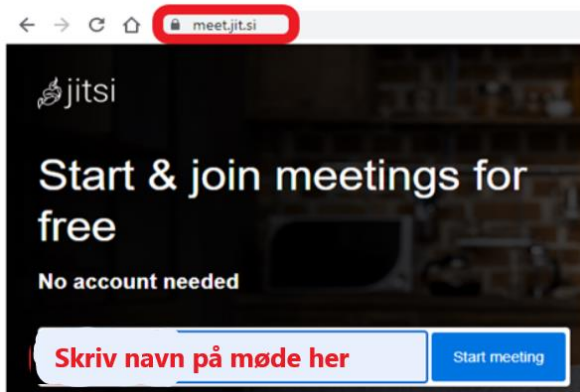 meet.jit.si
jitsi
Start & join meetings for
free
No account needed
Skriv navn på møde her
Start meeting